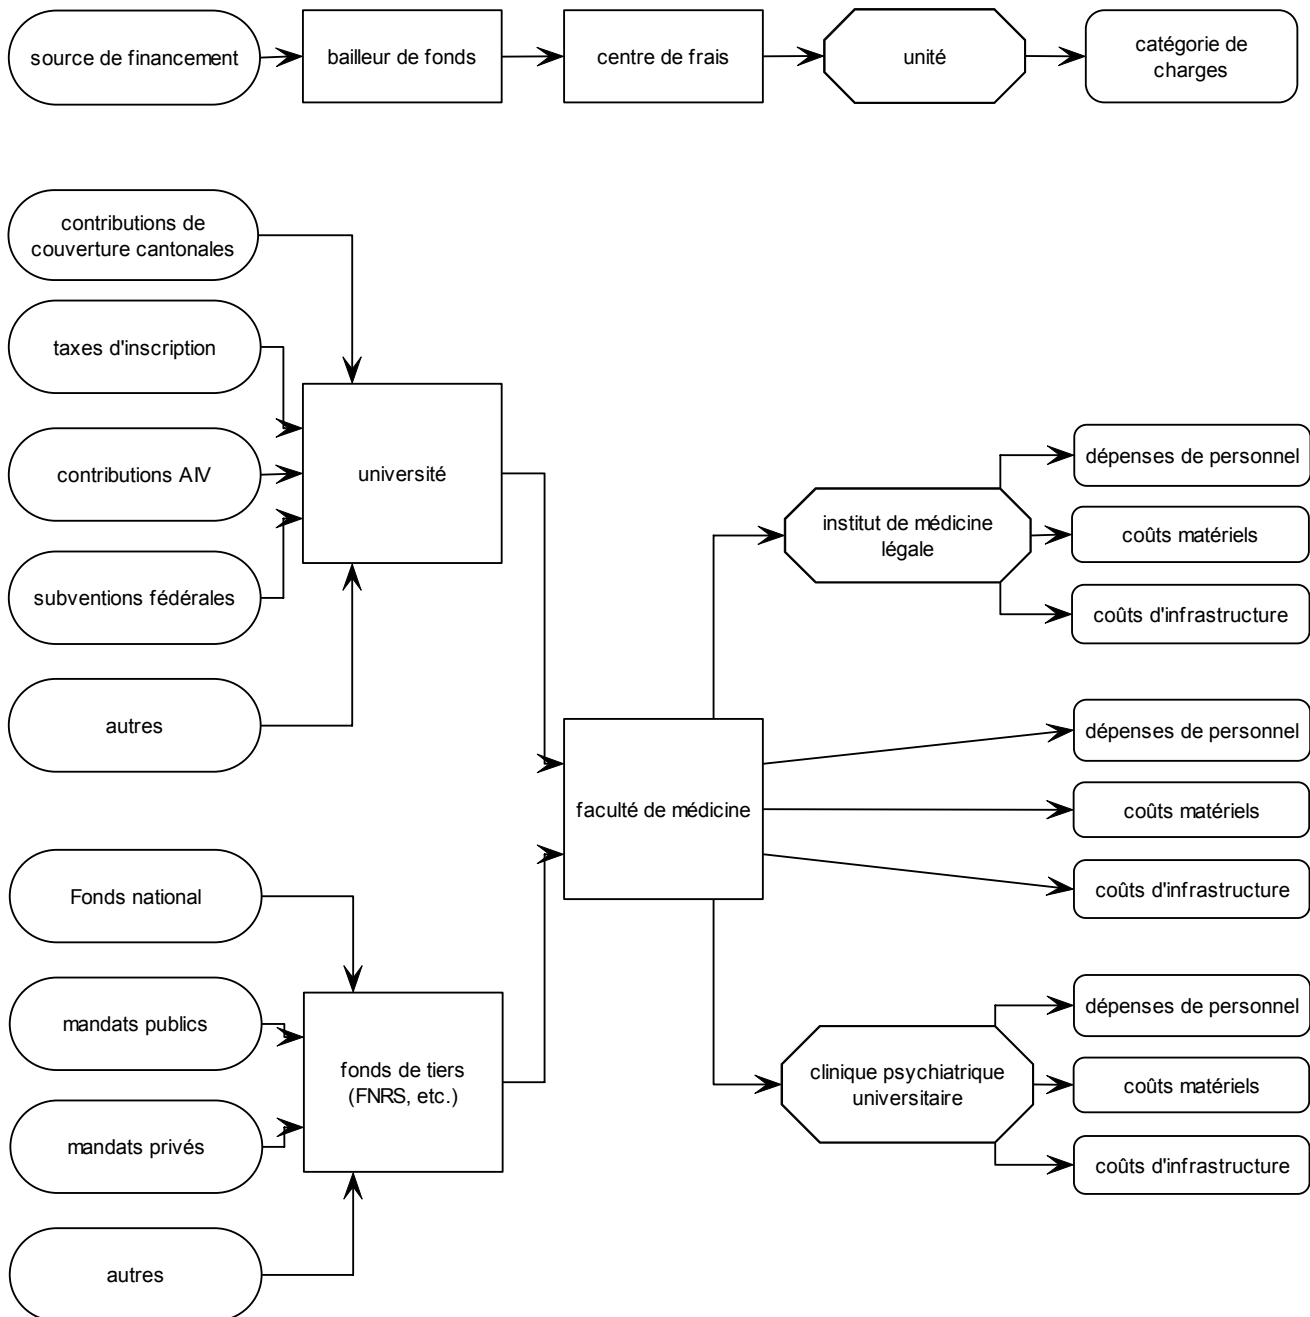 source de financement
bailleur de fonds
centre de frais
unité
catégorie de
charges
contributions de
couverture cantonales
taxes d'inscription
contributions AIV
subventions fédérales
autres
université
Fonds national
mandats publics
mandats privés
autres
fonds de tiers
(FNRS, etc.)
faculté de médicine
institut de médicine
légale
dépenses de personnel
coûts matériels
coûts d'infrastructure
dépenses de personnel
coûts matériels
coûts d'infrastructure
clinique psychiatrique
universitaire
dépenses de personnel
coûts matériels
coûts d'infrastructure